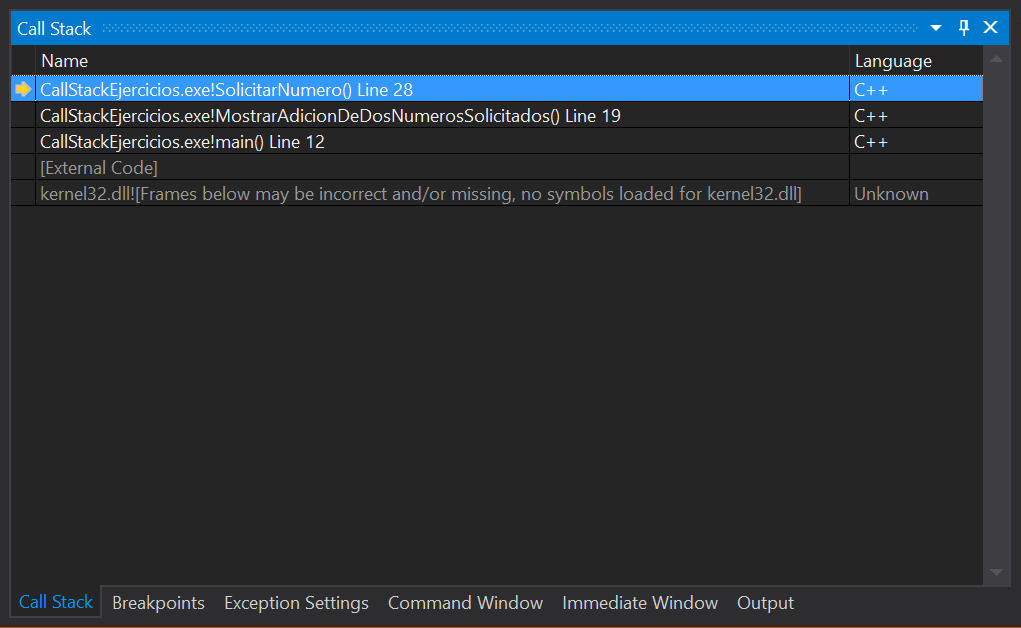 Call Stack
Name Language
CallStackEjercicios.exe!SolicitarNumero() Line 28 C++
CallStackEjercicios.exe!MostrarAdicionDeDosNumerosSolicitados() Line 19 C++
CallStackEjercicios.exe!main() Line 12 C++
[External Code]
kernel32.dll![Frames below may be incorrect and/or missing, no symbols loaded for kernel32.dll] Unknown
Call Stack Breakpoints Exception Settings Command Window Immediate Window Output